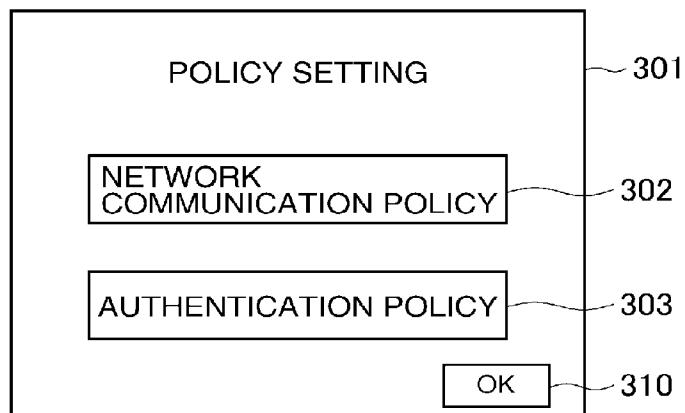 POLICY SETTING
301
NETWORK
COMMUNICATION POLICY
302
AUTHENTICATION POLICY
303
OK
310